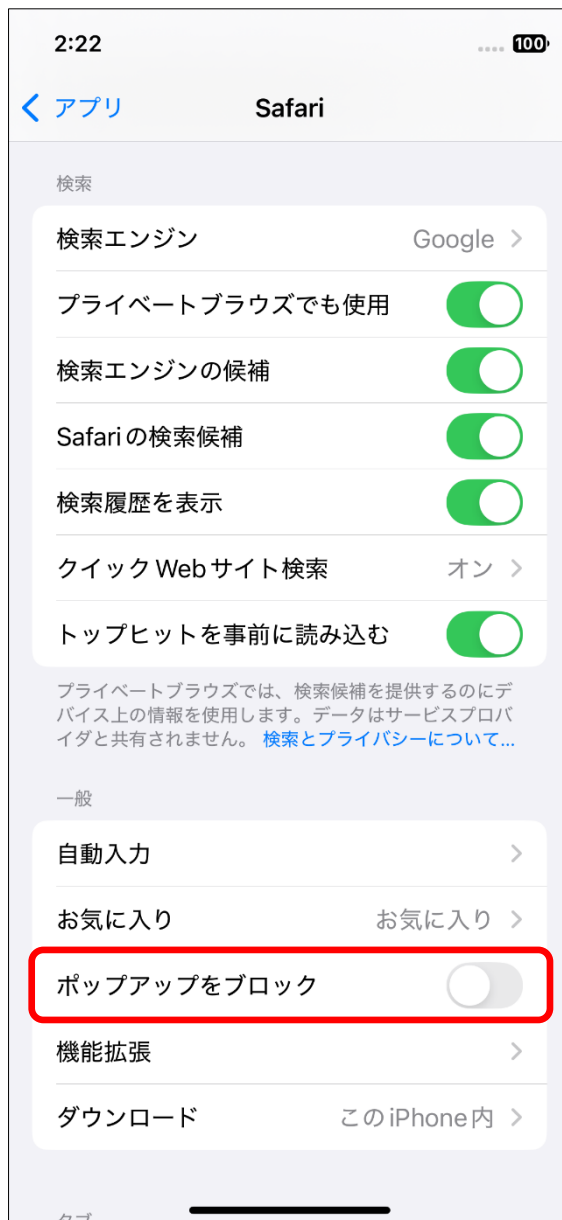 2:22
100
アプリ
Safari
検索
検索エンジン Google
プライベートブラウズでも使用
検索エンジンの候補
Safariの検索候補
検索履歴を表示
クイックWebサイト検索 オン
トップヒットを事前に読み込む
プライベートブラウズでは、検索候補を提供するのにデ
バイス上の情報を使用します。データはサービスプロバ
イダと共有されません。 検索とプライバシーについて...
一般
自動入力
お気に入り お気に入り
ポップアップをブロック
機能拡張
ダウンロード このiPhone内
タブ